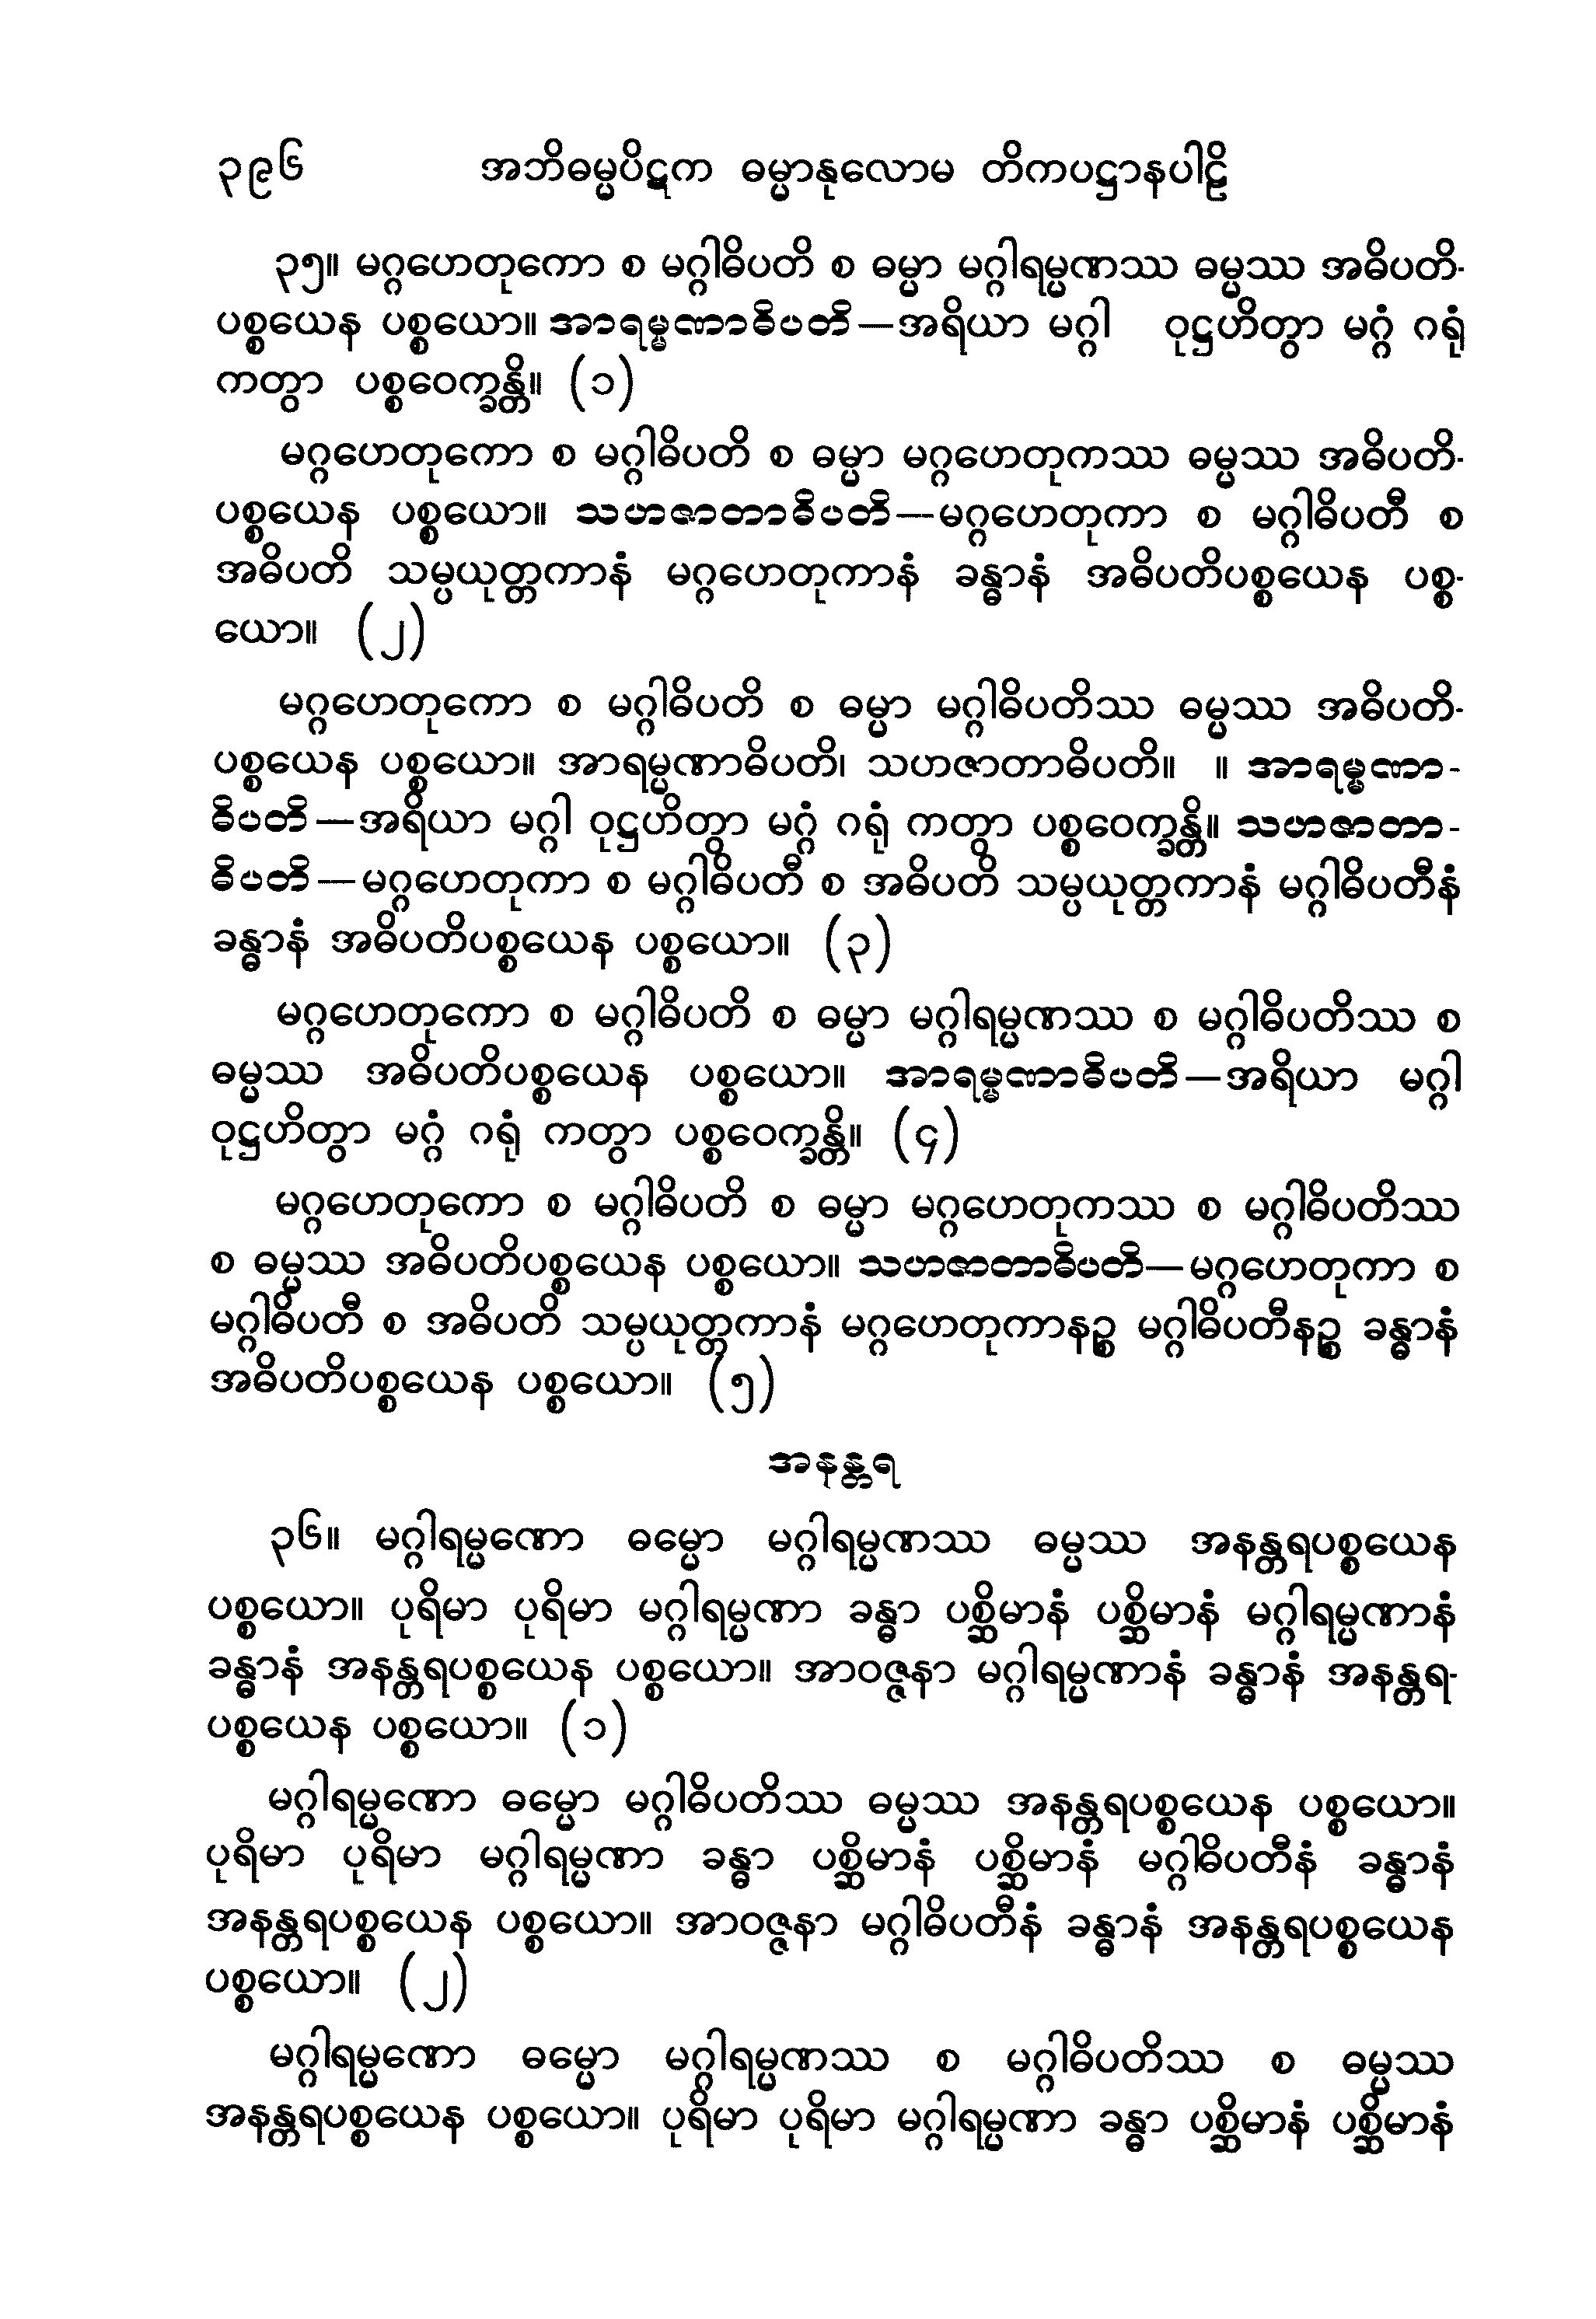 ၃၉၆ အဘိဓမ္မပိဋက ဓမ္မာနုလောမ တိကပဋ္ဌာနပါဠိ
၃၅။ မဂ္ဂဟေတုကော စ မဂ္ဂါဓိပတိ စ ဓမ္မာ မဂ္ဂါရမ္မဏဿ ဓမ္မဿ အဓိပတိ-
ပစ္စယေန ပစ္စယော။ အာရမ္မဏာဓိပတိ—အရိယာ မဂ္ဂါ ဝုဋ္ဌဟိတွာ မဂ္ဂံ ဂရုံ
ကတွာ ပစ္စဝေက္ခန္တိ။ (၁)
မဂ္ဂဟေတုကော စ မဂ္ဂါဓိပတိ စ ဓမ္မာ မဂ္ဂဟေတုကဿ ဓမ္မဿ အဓိပတိ-
ပစ္စယေန ပစ္စယော။ သဟဇာတာဓိပတိ—မဂ္ဂဟေတုကာ စ မဂ္ဂါဓိပတီ စ
အဓိပတိ သမ္ပယုတ္တကာနံ မဂ္ဂဟေတုကာနံ ခန္ဓာနံ အဓိပတိပစ္စယေန ပစ္စ-
ယော။ (၂)
မဂ္ဂဟေတုကော စ မဂ္ဂါဓိပတိ စ ဓမ္မာ မဂ္ဂါဓိပတိဿ ဓမ္မဿ အဓိပတိ-
ပစ္စယေန ပစ္စယော။ အာရမ္မဏာဓိပတိ၊ သဟဇာတာဓိပတိ။ ။ အာရမ္မဏာ-
ဓိပတိ—အရိယာ မဂ္ဂါ ဝုဋ္ဌဟိတွာ မဂ္ဂံ ဂရုံ ကတွာ ပစ္စဝေက္ခန္တိ။ သဟဇာတာ-
ဓိပတိ—မဂ္ဂဟေတုကာ စ မဂ္ဂါဓိပတီ စ အဓိပတိ သမ္ပယုတ္တကာနံ မဂ္ဂါဓိပတီနံ
ခန္ဓာနံ အဓိပတိပစ္စယေန ပစ္စယော။ (၃)
မဂ္ဂဟေတုကော စ မဂ္ဂါဓိပတိ စ ဓမ္မာ မဂ္ဂါရမ္မဏဿ စ မဂ္ဂါဓိပတိဿ စ
ဓမ္မဿ အဓိပတိပစ္စယေန ပစ္စယော။ အာရမ္မဏာဓိပတိ—အရိယာ မဂ္ဂါ
ဝုဋ္ဌဟိတွာ မဂ္ဂံ ဂရုံ ကတွာ ပစ္စဝေက္ခန္တိ။ (၄)
မဂ္ဂဟေတုကော စ မဂ္ဂါဓိပတိ စ ဓမ္မာ မဂ္ဂဟေတုကဿ စ မဂ္ဂါဓိပတိဿ
စ ဓမ္မဿ အဓိပတိပစ္စယေန ပစ္စယော။ သဟဇာတာဓိပတိ—မဂ္ဂဟေတုကာ စ
မဂ္ဂါဓိပတီ စ အဓိပတိ သမ္ပယုတ္တကာနံ မဂ္ဂဟေတုကာနဉ္စ မဂ္ဂါဓိပတီနဉ္စ ခန္ဓာနံ
အဓိပတိပစ္စယေန ပစ္စယော။ (၅)
အနန္တရ
၃၆။ မဂ္ဂါရမ္မဏော ဓမ္မော မဂ္ဂါရမ္မဏဿ ဓမ္မဿ အနန္တရပစ္စယေန
ပစ္စယော။ ပုရိမာ ပုရိမာ မဂ္ဂါရမ္မဏာ ခန္ဓာ ပစ္ဆိမာနံ ပစ္ဆိမာနံ မဂ္ဂါရမ္မဏာနံ
ခန္ဓာနံ အနန္တရပစ္စယေန ပစ္စယော။ အာဝဇ္ဇနာ မဂ္ဂါရမ္မဏာနံ ခန္ဓာနံ အနန္တရ-
ပစ္စယေန ပစ္စယော။ (၁)
မဂ္ဂါရမ္မဏော ဓမ္မော မဂ္ဂါဓိပတိဿ ဓမ္မဿ အနန္တရပစ္စယေန ပစ္စယော။
ပုရိမာ ပုရိမာ မဂ္ဂါရမ္မဏာ ခန္ဓာ ပစ္ဆိမာနံ ပစ္ဆိမာနံ မဂ္ဂါဓိပတီနံ ခန္ဓာနံ
အနန္တရပစ္စယေန ပစ္စယော။ အာဝဇ္ဇနာ မဂ္ဂါဓိပတီနံ ခန္ဓာနံ အနန္တရပစ္စယေန
ပစ္စယော။ (၂)
မဂ္ဂါရမ္မဏော ဓမ္မော မဂ္ဂါရမ္မဏဿ စ မဂ္ဂါဓိပတိဿ စ ဓမ္မဿ
အနန္တရပစ္စယေန ပစ္စယော။ ပုရိမာ ပုရိမာ မဂ္ဂါရမ္မဏာ ခန္ဓာ ပစ္ဆိမာနံ ပစ္ဆိမာနံ